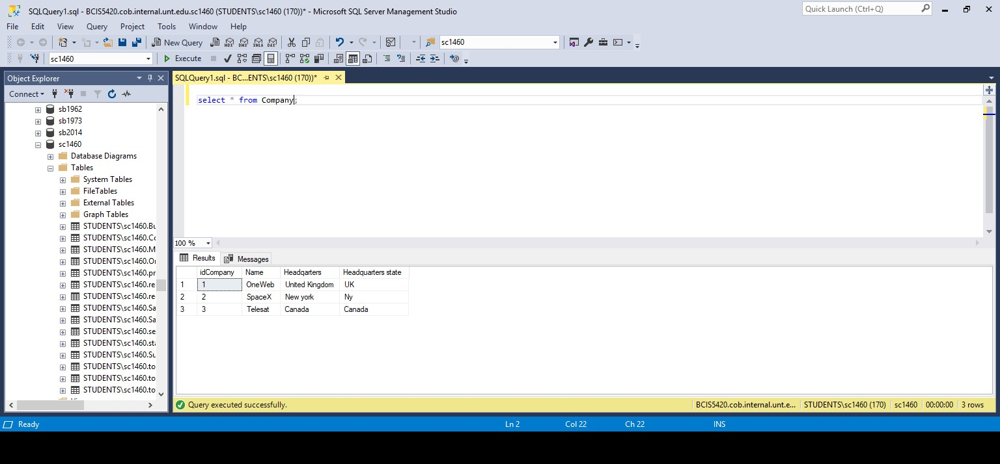 SQLQuery1.sql - BCIS5420.cob.internal.unt.edu.sc1460 (STUDENTS\sc1460 (170))* - Microsoft SQL Server Management Studio
Quick Launch (Ctrl+Q)
File Edit View Query Project Tools Window Help
New Query MDX DMX XMLA DAX sc1460
sc1460 Execute
Object Explorer
SQLQuery1.sql - BC...ENTS\sc1460 (170))*
Connect
select * from Company;
sb1962
sb1973
sb2014
sc1460
Database Diagrams
Tables
System Tables
FileTables
External Tables
Graph Tables
STUDENTS\sc1460.Bu
STUDENTS\sc1460.Co
STUDENTS\sc1460.M
STUDENTS\sc1460.Or
STUDENTS\sc1460.pr
STUDENTS\sc1460.re
STUDENTS\sc1460.re
STUDENTS\sc1460.Sa
STUDENTS\sc1460.Sa
STUDENTS\sc1460.se
STUDENTS\sc1460.sta
STUDENTS\sc1460.Su
STUDENTS\sc1460.to
STUDENTS\sc1460.to
STUDENTS\sc1460.to
100 %
Results Messages
idCompany Name Headqarters Headquarters state
1 1 OneWeb United Kingdom UK
2 2 SpaceX New york Ny
3 3 Telesat Canada Canada
Query executed successfully. BCIS5420.cob.internal.unt.e... STUDENTS\sc1460 (170) sc1460 00:00:00 3 rows
Ready Ln 2 Col 22 Ch 22 INS